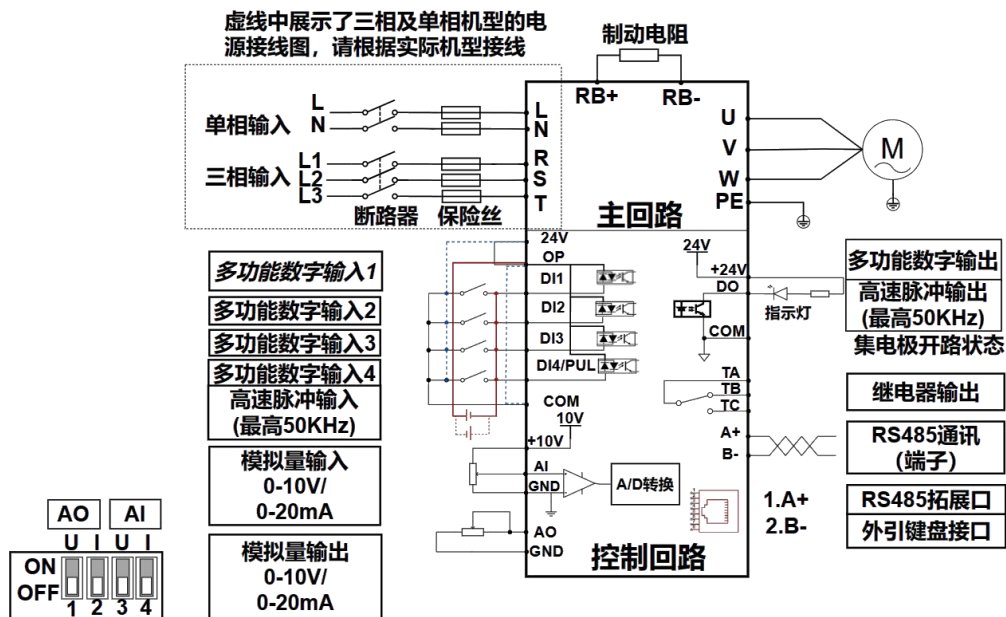 虚线中展示了三相及单相机型的电
源接线图，请根据实际机型接线
制动电阻
RB+ RB-
单相输入
L
N
L
N
三相输入
L1
L2
L3
R
S
T
断路器 保险丝
U
V
W
PE
M
主回路
24V
OP
DI1
DI2
DI3
DI4/PUL
COM
10V
+10V
AI
GND
AO
GND
A/D转换
控制回路
24V
+24V
DO
COM
指示灯
TA
TB
TC
A+
B-
1.A+
2.B-
多功能数字输入1
多功能数字输入2
多功能数字输入3
多功能数字输入4
高速脉冲输入
(最高50KHz)
模拟量输入
0-10V/
0-20mA
模拟量输出
0-10V/
0-20mA
多功能数字输出
高速脉冲输出
(最高50KHz)
集电极开路状态
继电器输出
RS485通讯
(端子)
RS485拓展口
外引键盘接口
AO AI
U I U I
ON
OFF
1 2 3 4